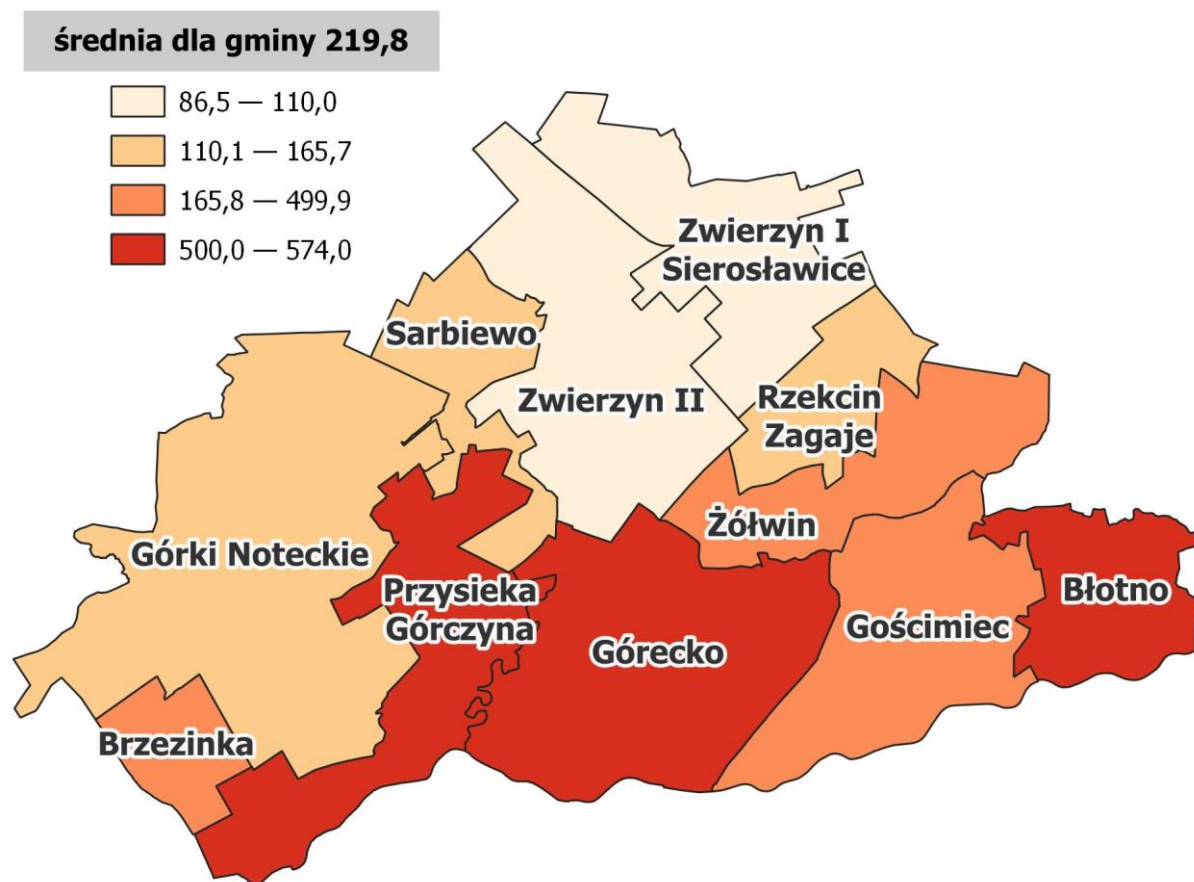 średnia dla gminy 219,8
86,5 — 110,0
110,1 — 165,7
165,8 — 499,9
500,0 — 574,0
Zwierzyn I
Sierosławice
Sarbiewo
Zwierzyn II
Rzekcin
Zagaje
Żółwin
Górki Noteckie
Przysieka
Górczyna
Górecko
Gościmiec
Błotno
Brzezinka